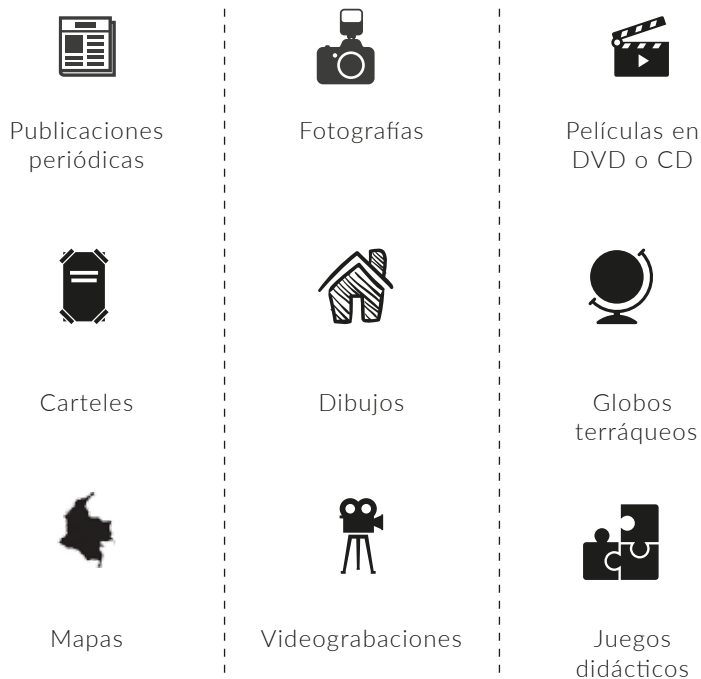 Publicaciones
periódicas
Fotografías
Películas en
DVD o CD
Carteles
Dibujos
Globos
terráqueos
Mapas
Videograbaciones
Juegos
didácticos